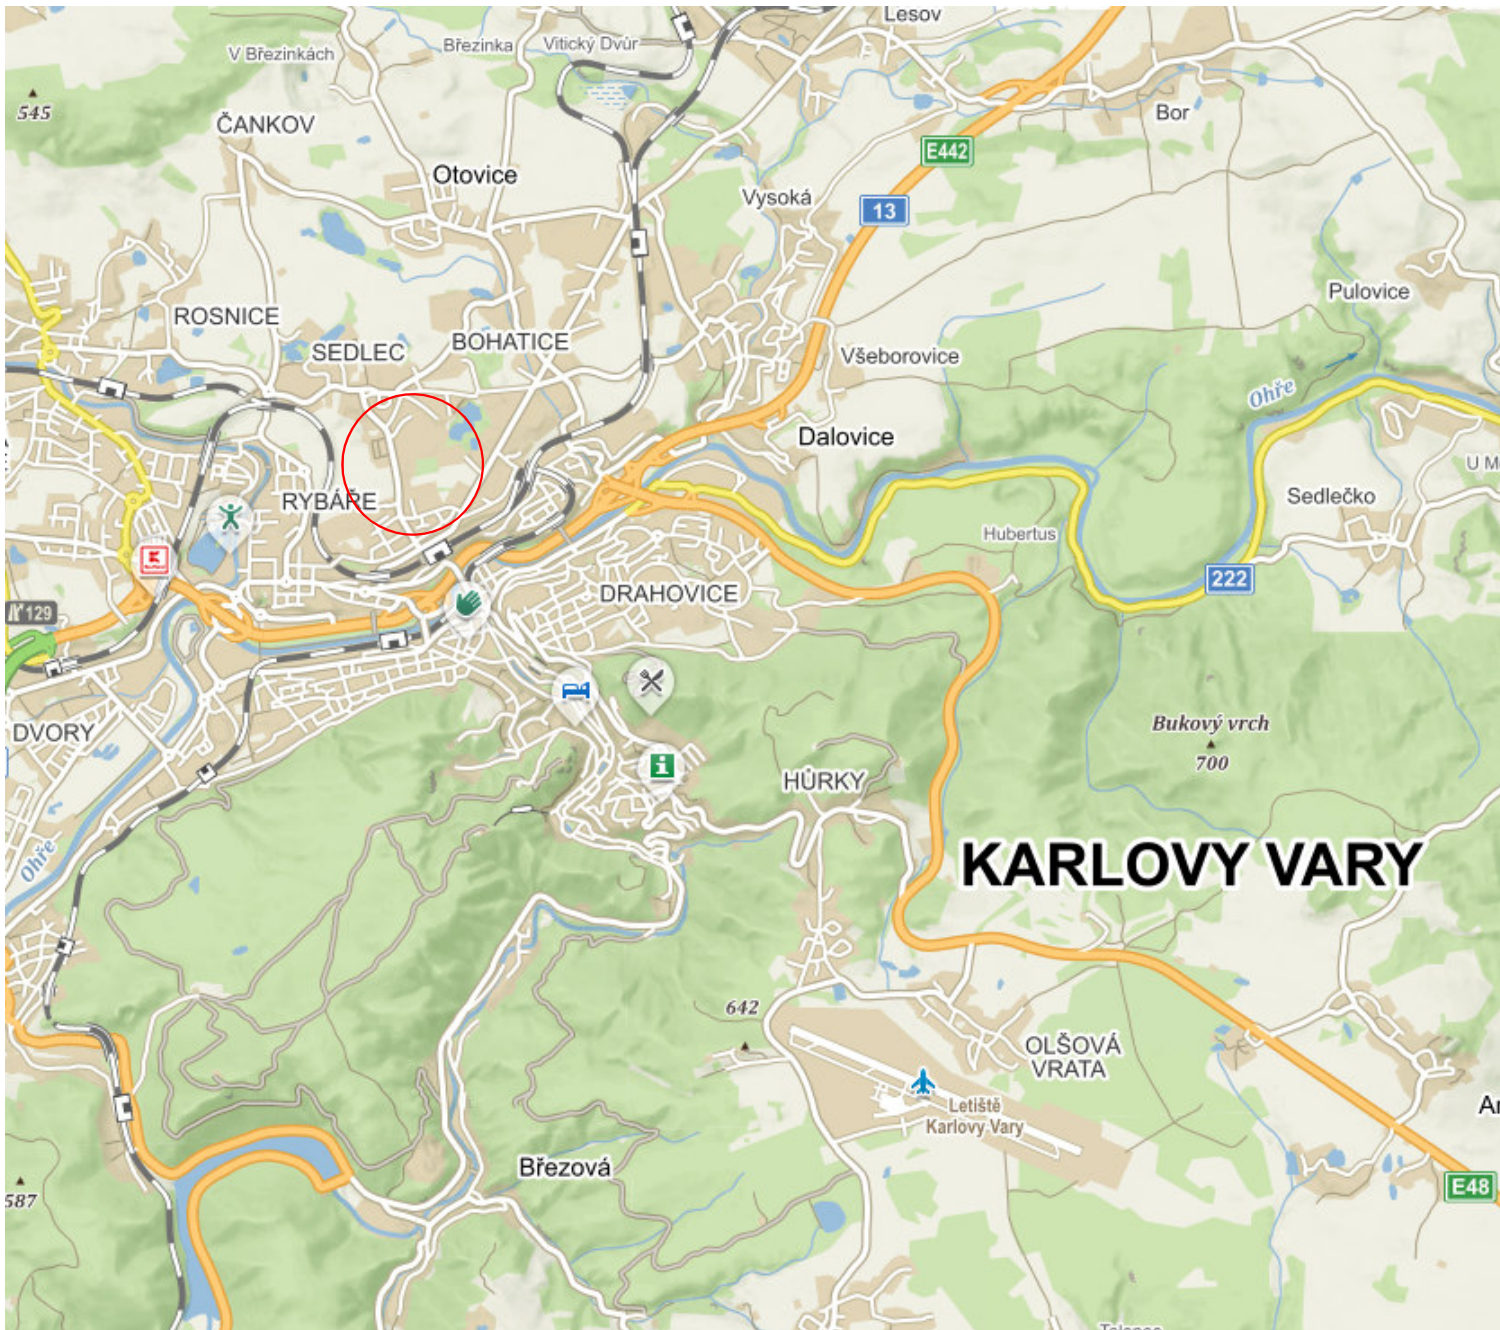 Lesov
V Březinkách
Březinka
Vitický Dvůr
545
ČANKOV
Bor
E442
Otovice
Vysoká
13
Pulovice
ROSNICE
SEDLEC
BOHATICE
Všeborovice
Ohře
Dalovice
U M
RYBÁŘE
Sedlečko
Hubertus
222
DRAHOVICE
129
DVORY
Bukový vrch
700
HŮRKY
KARLOVY VARY
Ohře
642
OLŠOVÁ
VRATA
Letiště
Karlovy Vary
Březová
E48
587